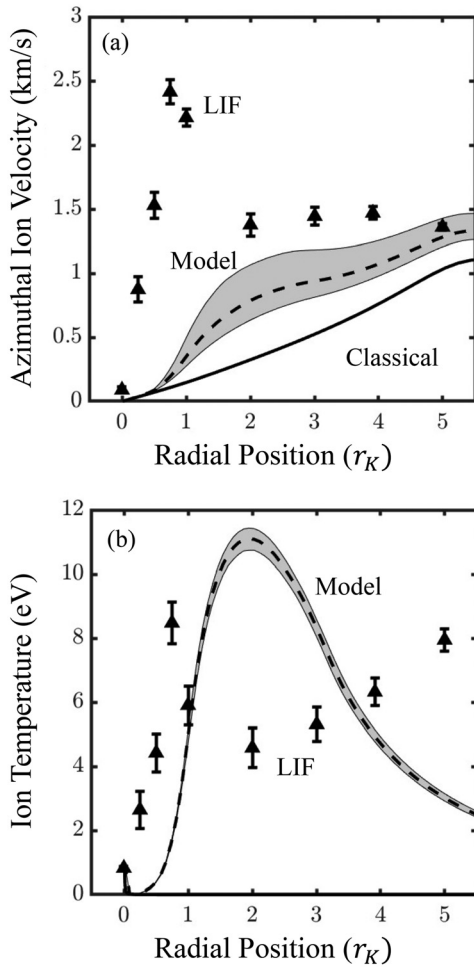 (a)
3
2.5
2
1.5
1
0.5
0
Azimuthal Ion Velocity (km/s)
LIF
Model
Classical
0 1 2 3 4 5
Radial Position (r_K)
(b)
12
10
8
6
4
2
0
Ion Temperature (eV)
Model
LIF
0 1 2 3 4 5
Radial Position (r_K)